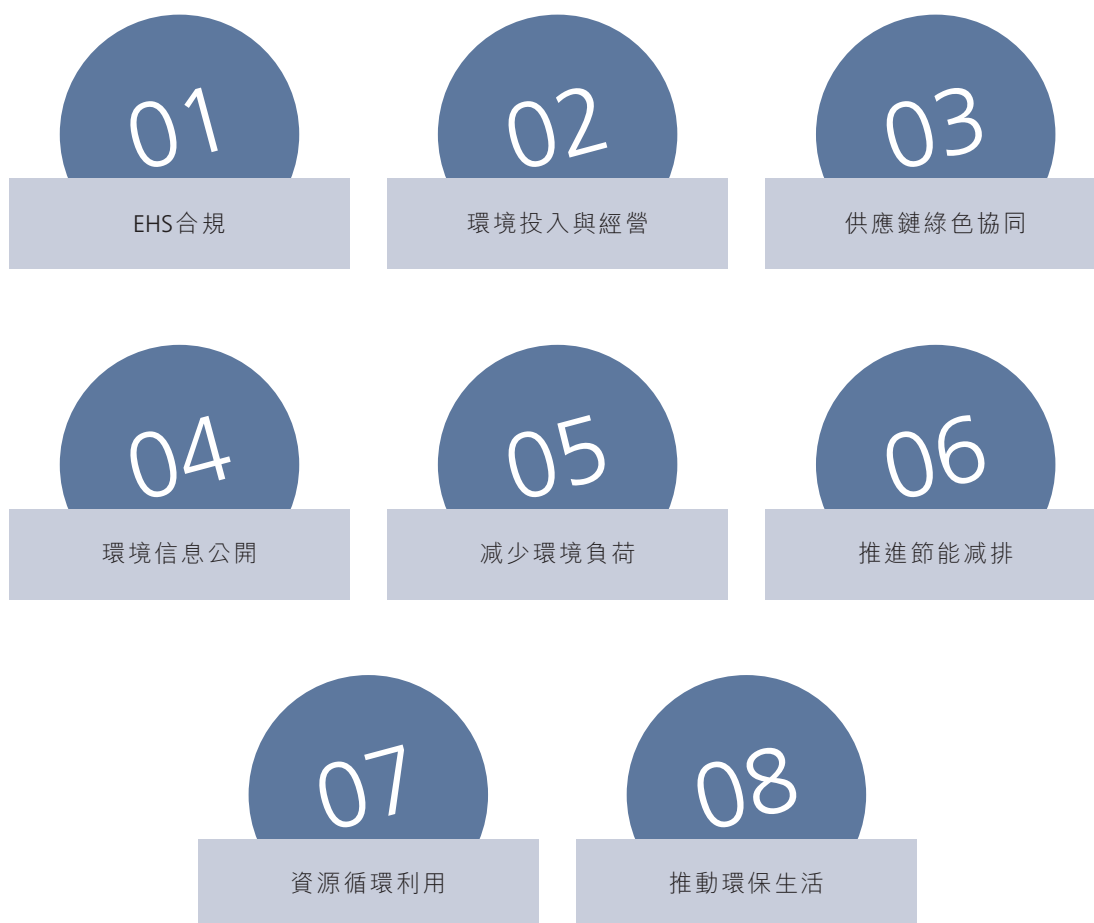 01
EHS合規
02
環境投入與經營
03
供應鏈綠色協同
04
環境信息公開
05
減少環境負荷
06
推進節能減排
07
資源循環利用
08
推動環保生活